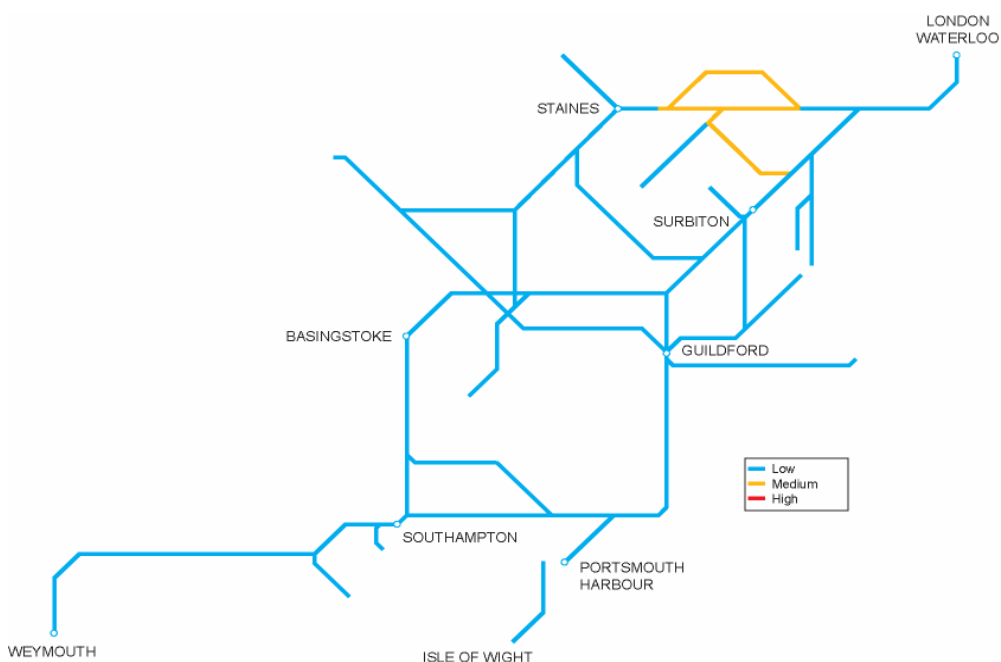 LONDON
WATERLOO
STAINES
SURBITON
BASINGSTOKE
GUILDFORD
Low
Medium
High
SOUTHAMPTON
PORTSMOUTH
HARBOUR
WEYMOUTH
ISLE OF WIGHT